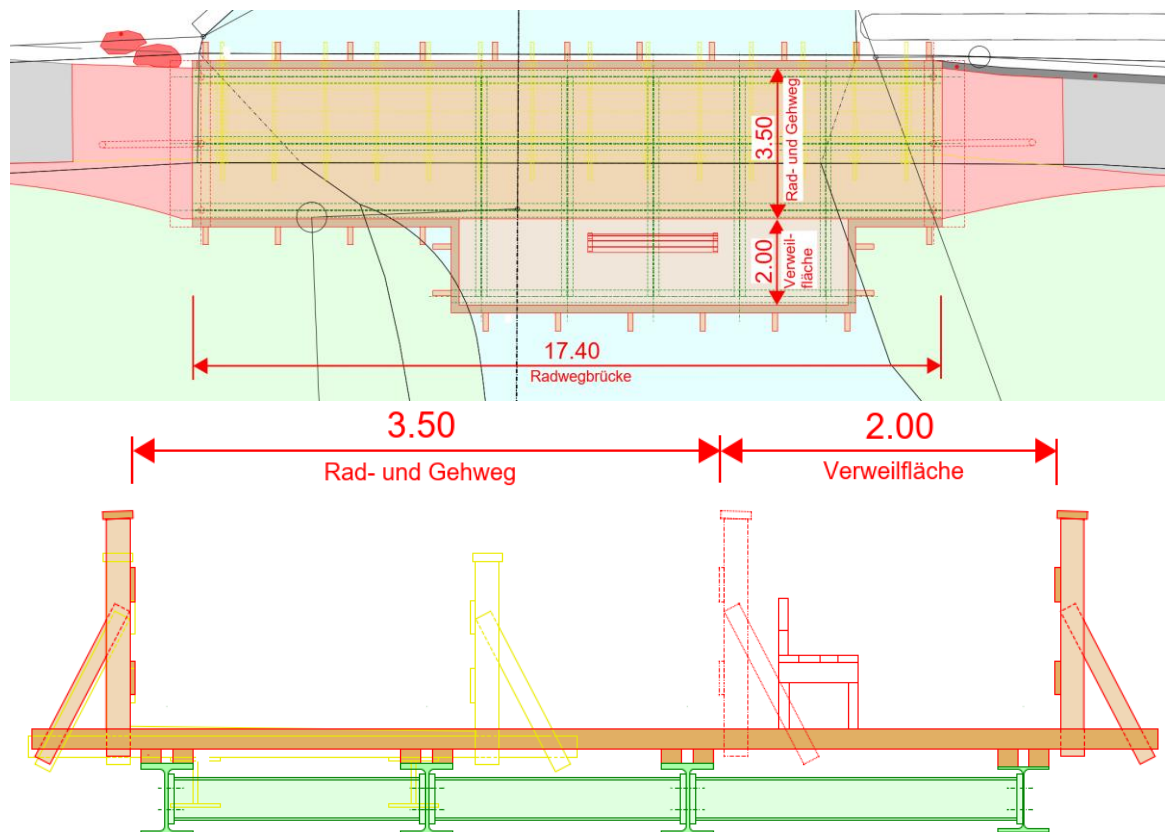 3.50
Rad- und Gehweg
2.00
Verweil-
fläche
17.40
Radwegbrücke
3.50
Rad- und Gehweg
2.00
Verweilfläche